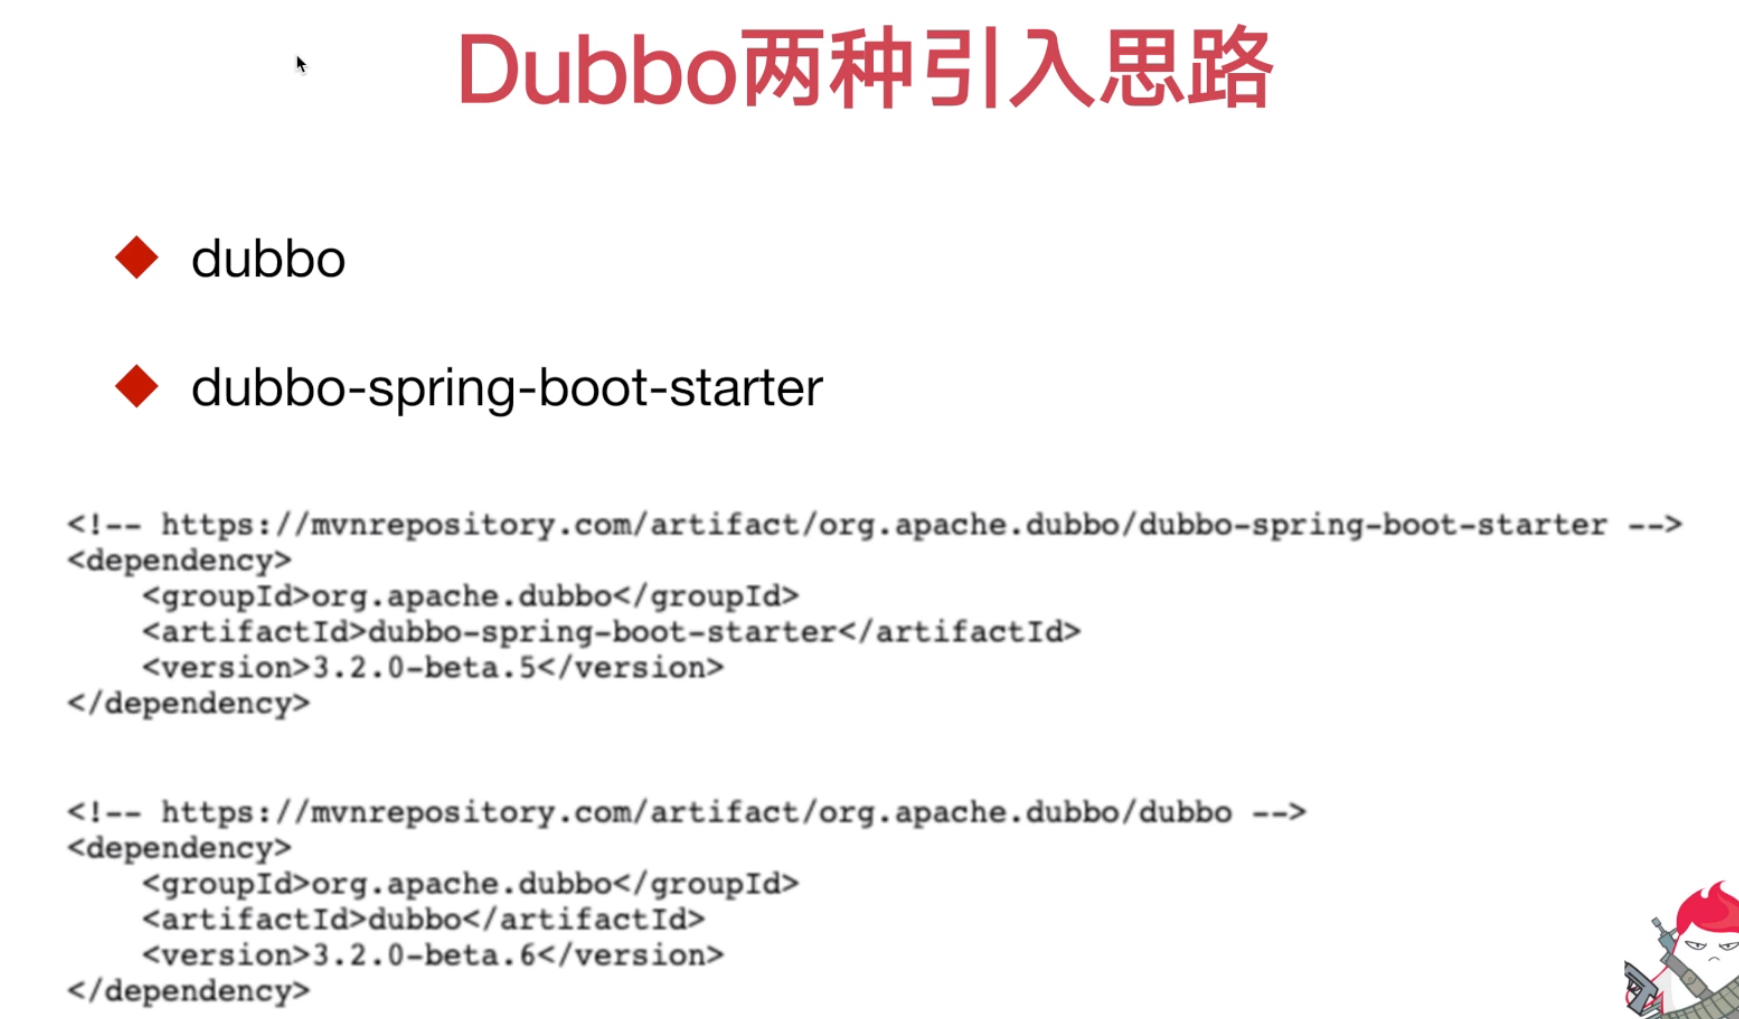 Dubbo两种引入思路
dubbo
dubbo-spring-boot-starter
<!-- https://mvnrepository.com/artifact/org.apache.dubbo/dubbo-spring-boot-starter -->
<dependency>
    <groupId>org.apache.dubbo</groupId>
    <artifactId>dubbo-spring-boot-starter</artifactId>
    <version>3.2.0-beta.5</version>
</dependency>
<!-- https://mvnrepository.com/artifact/org.apache.dubbo/dubbo -->
<dependency>
    <groupId>org.apache.dubbo</groupId>
    <artifactId>dubbo</artifactId>
    <version>3.2.0-beta.6</version>
</dependency>